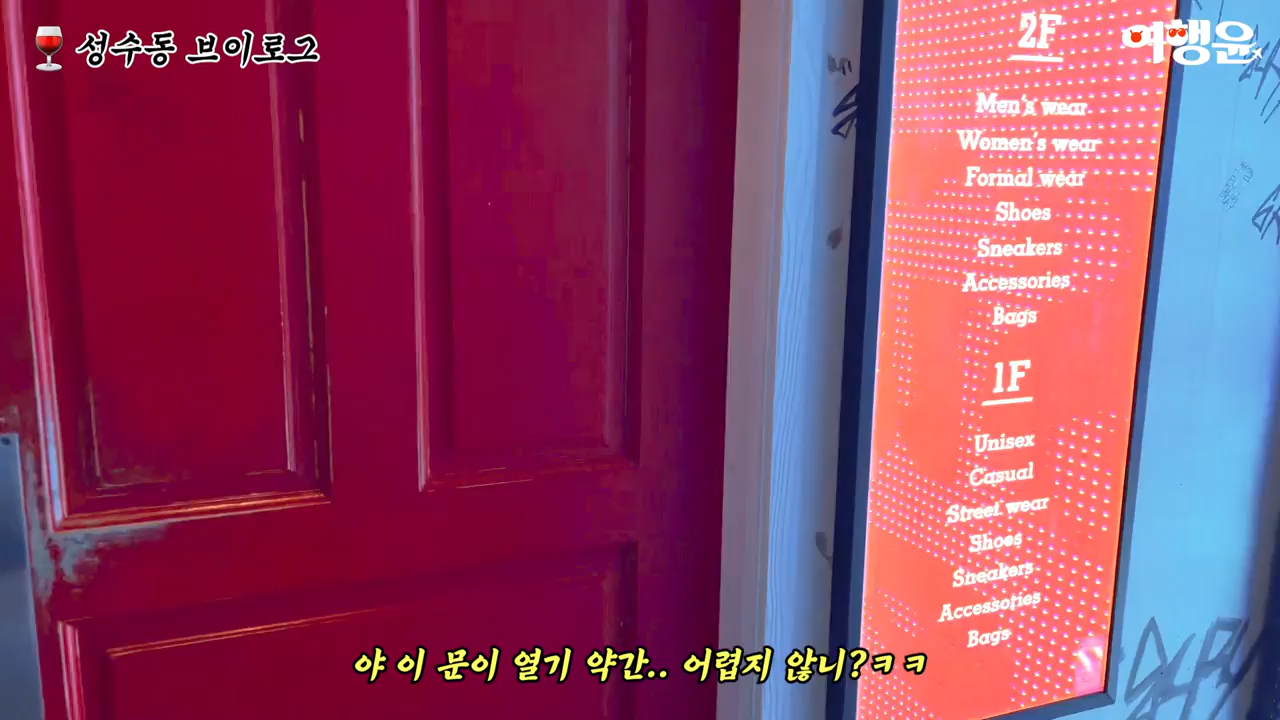 성수동 브이로그
여행윤
2F
Men's wear
Women's wear
Formal wear
Shoes
Sneakers
Accessories
Bags
1F
Unisex
Casual
Street wear
Shoes
Sneakers
Accessories
Bags
야 이 문이 열기 약간.. 어렵지 않니?ㅋㅋ